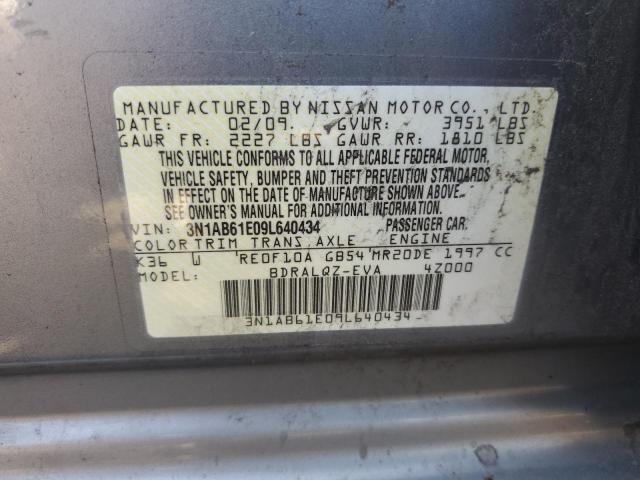 MANUFACTURED BY NISSAN MOTOR CO., LTD.
DATE: 02/09. GVWR: 3951 LBS
GAWR FR: 2227 LBS GAWR RR: 1810 LBS
THIS VEHICLE CONFORMS TO ALL APPLICABLE FEDERAL MOTOR
VEHICLE SAFETY, BUMPER AND THEFT PREVENTION STANDARDS
IN EFFECT ON THE DATE OF MANUFACTURE SHOWN ABOVE.
SEE OWNER'S MANUAL FOR ADDITIONAL INFORMATION
VIN: 3N1AB61E09L640434 PASSENGER CAR.
COLOR TRIM TRANS. AXLE ENGINE
K36 W 'RE0F10A GB54'MR20DE 1997 CC
MODEL: BDRALQZ-EVA 4Z000
3N1AB61E09L640434